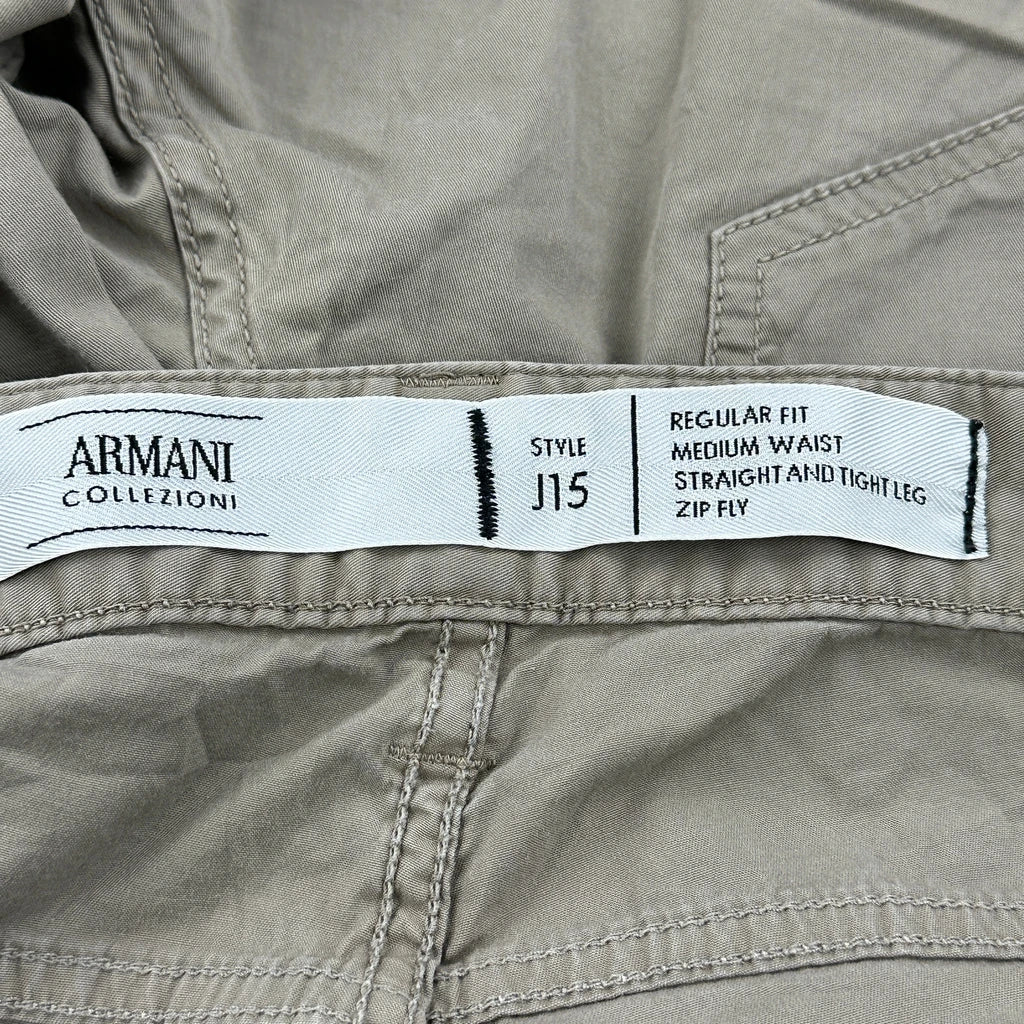 ARMANI
COLLEZIONI
STYLE
J15
REGULAR FIT
MEDIUM WAIST
STRAIGHT AND TIGHT LEG
ZIP FLY